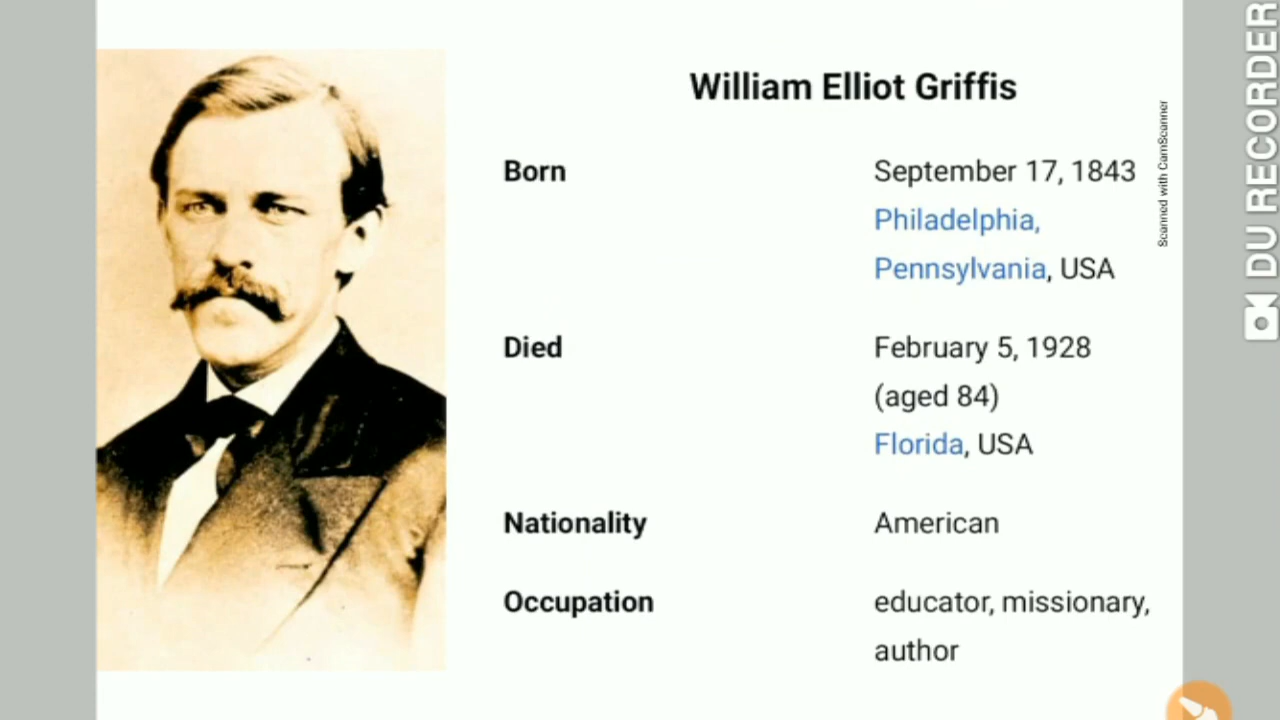 William Elliot Griffis
Born
September 17, 1843
Philadelphia,
Pennsylvania, USA
Died
February 5, 1928
(aged 84)
Florida, USA
Nationality
American
Occupation
educator, missionary,
author
Scanned with CamScanner
DU RECORDER